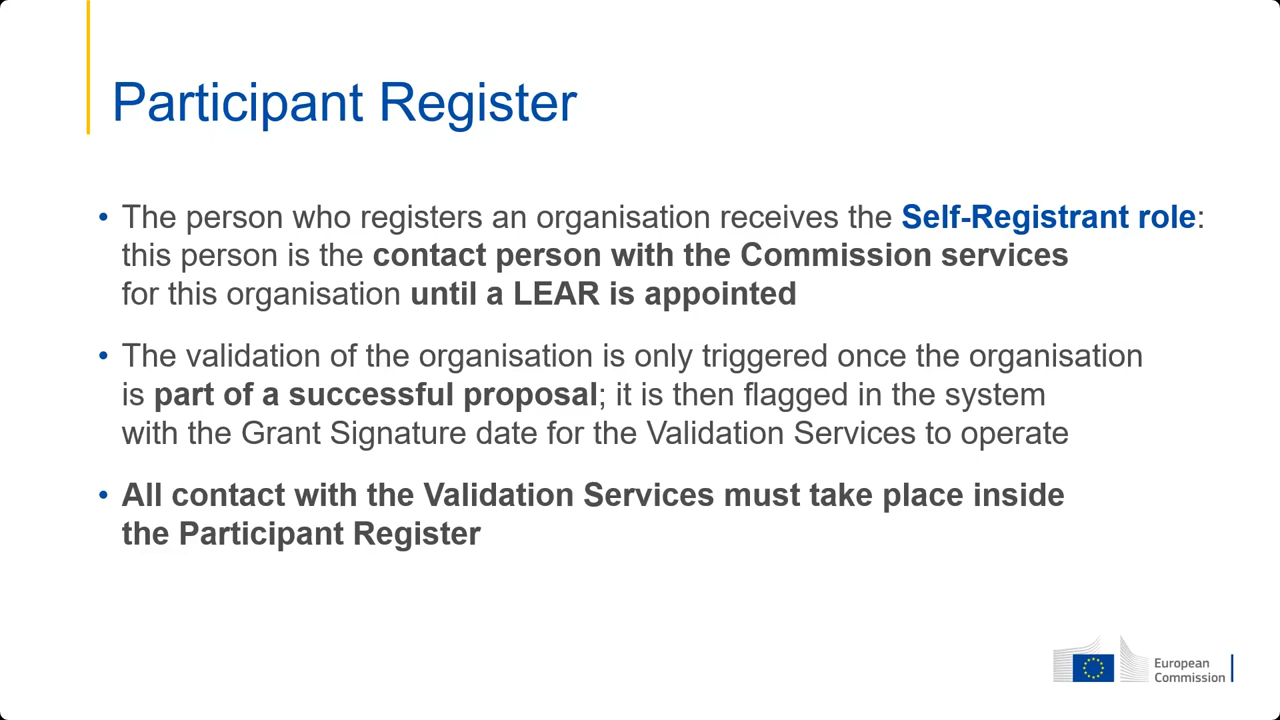 Participant Register
• The person who registers an organisation receives the Self-Registrant role:
this person is the contact person with the Commission services
for this organisation until a LEAR is appointed
• The validation of the organisation is only triggered once the organisation
is part of a successful proposal; it is then flagged in the system
with the Grant Signature date for the Validation Services to operate
• All contact with the Validation Services must take place inside
the Participant Register
European
Commission